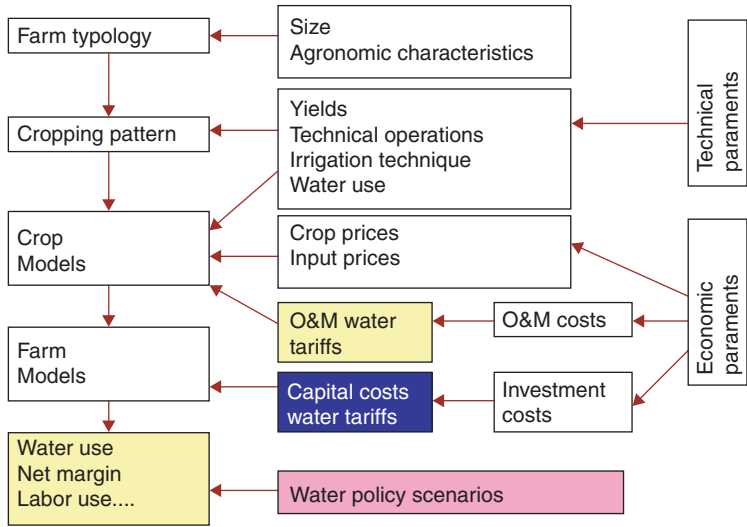 Farm typology
Size
Agronomic characteristics
Technical
paraments
Cropping pattern
Yields
Technical operations
Irrigation technique
Water use
Crop
Models
Crop prices
Input prices
Economic
paraments
O&M water
tariffs
O&M costs
Farm
Models
Capital costs
water tariffs
Investment
costs
Water use
Net margin
Labor use....
Water policy scenarios